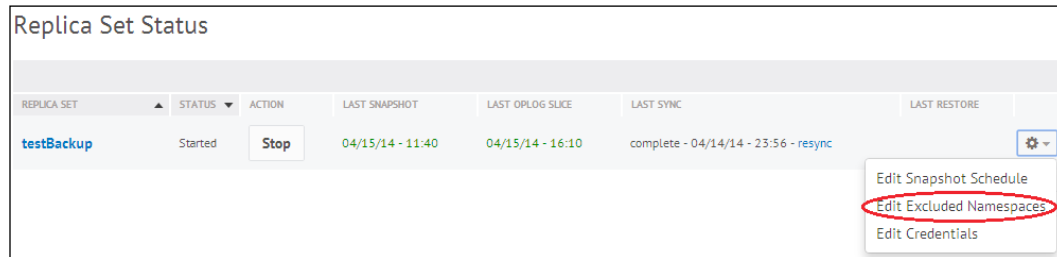 Replica Set Status
REPLICA SET STATUS ACTION LAST SNAPSHOT LAST OPLOG SLICE LAST SYNC LAST RESTORE
testBackup Started Stop 04/15/14 - 11:40 04/15/14 - 16:10 complete - 04/14/14 - 23:56 - resync
Edit Snapshot Schedule
Edit Excluded Namespaces
Edit Credentials